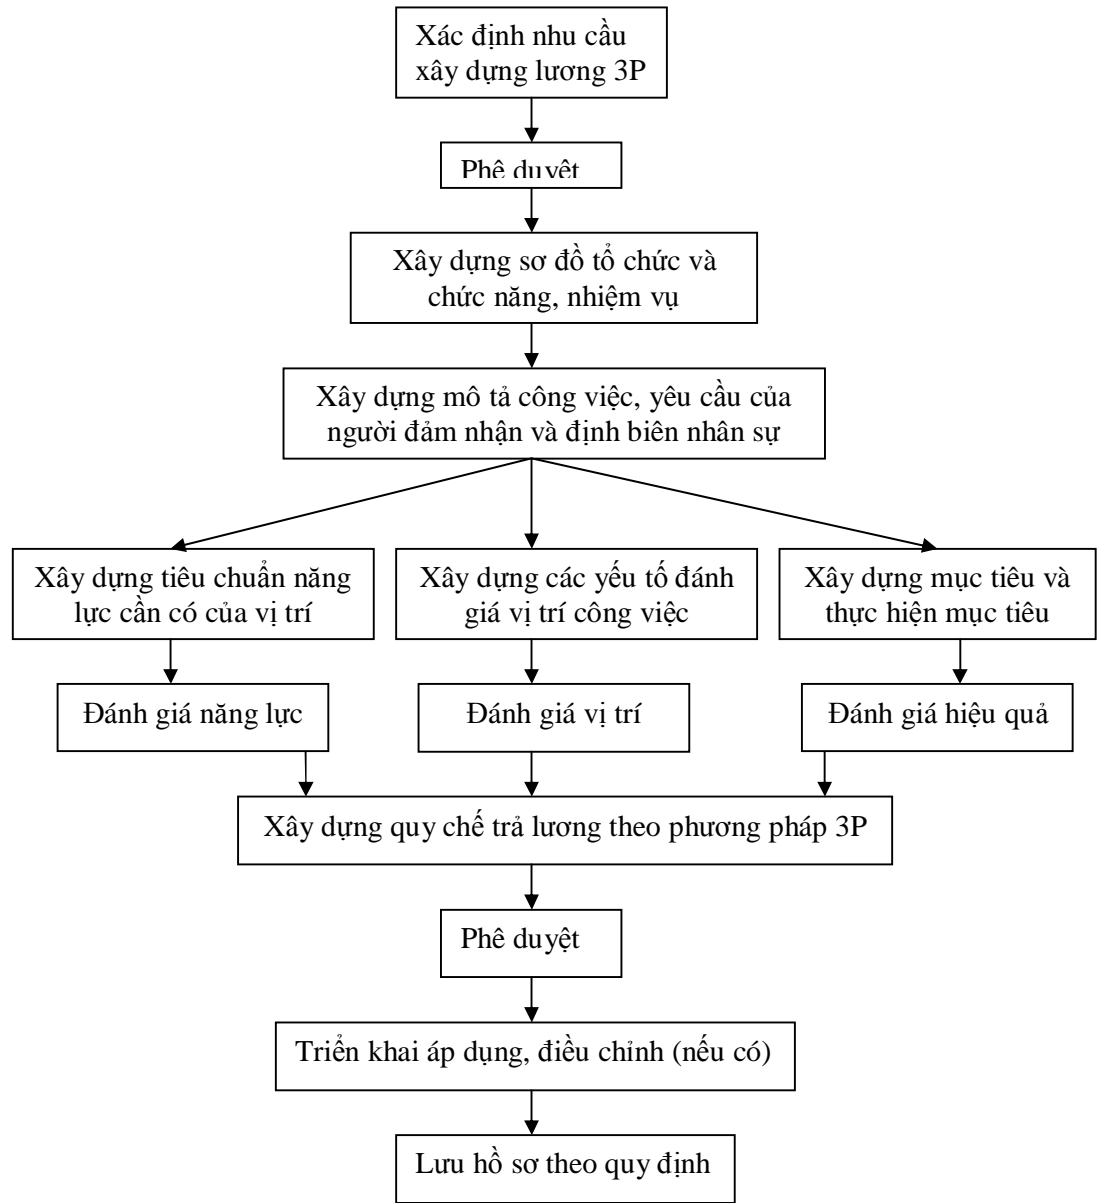 Xác định nhu cầu
xây dựng lương 3P
Phê duyệt
Xây dựng sơ đồ tổ chức và
chức năng, nhiệm vụ
Xây dựng mô tả công việc, yêu cầu của
người đảm nhận và định biên nhân sự
Xây dựng tiêu chuẩn năng
lực cần có của vị trí
Xây dựng các yếu tố đánh
giá vị trí công việc
Xây dựng mục tiêu và
thực hiện mục tiêu
Đánh giá năng lực
Đánh giá vị trí
Đánh giá hiệu quả
Xây dựng quy chế trả lương theo phương pháp 3P
Phê duyệt
Triển khai áp dụng, điều chỉnh (nếu có)
Lưu hồ sơ theo quy định